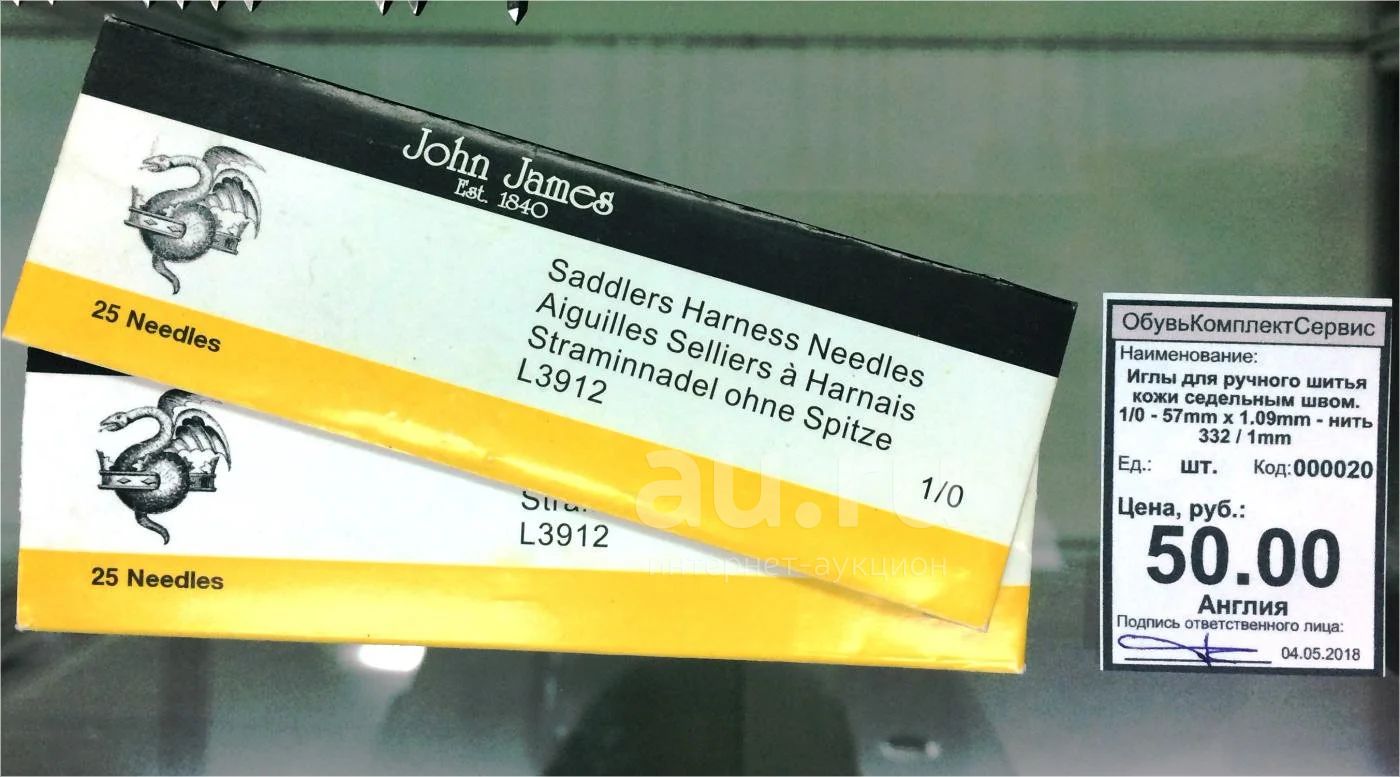 John James
Est. 1840
Saddlers Harness Needles
Aiguilles Selliers à Harnais
Straminnadel ohne Spitze
L3912
1/0
25 Needles
L3912
25 Needles
au.ru
интернет-аукцион
ОбувьКомплектСервис
Наименование:
Иглы для ручного шитья
кожи седельным швом.
1/0 - 57mm x 1.09mm - нить
332 / 1mm
Ед.: шт. Код:000020
Цена, руб.:
50.00
Англия
Подпись ответственного лица:
04.05.2018